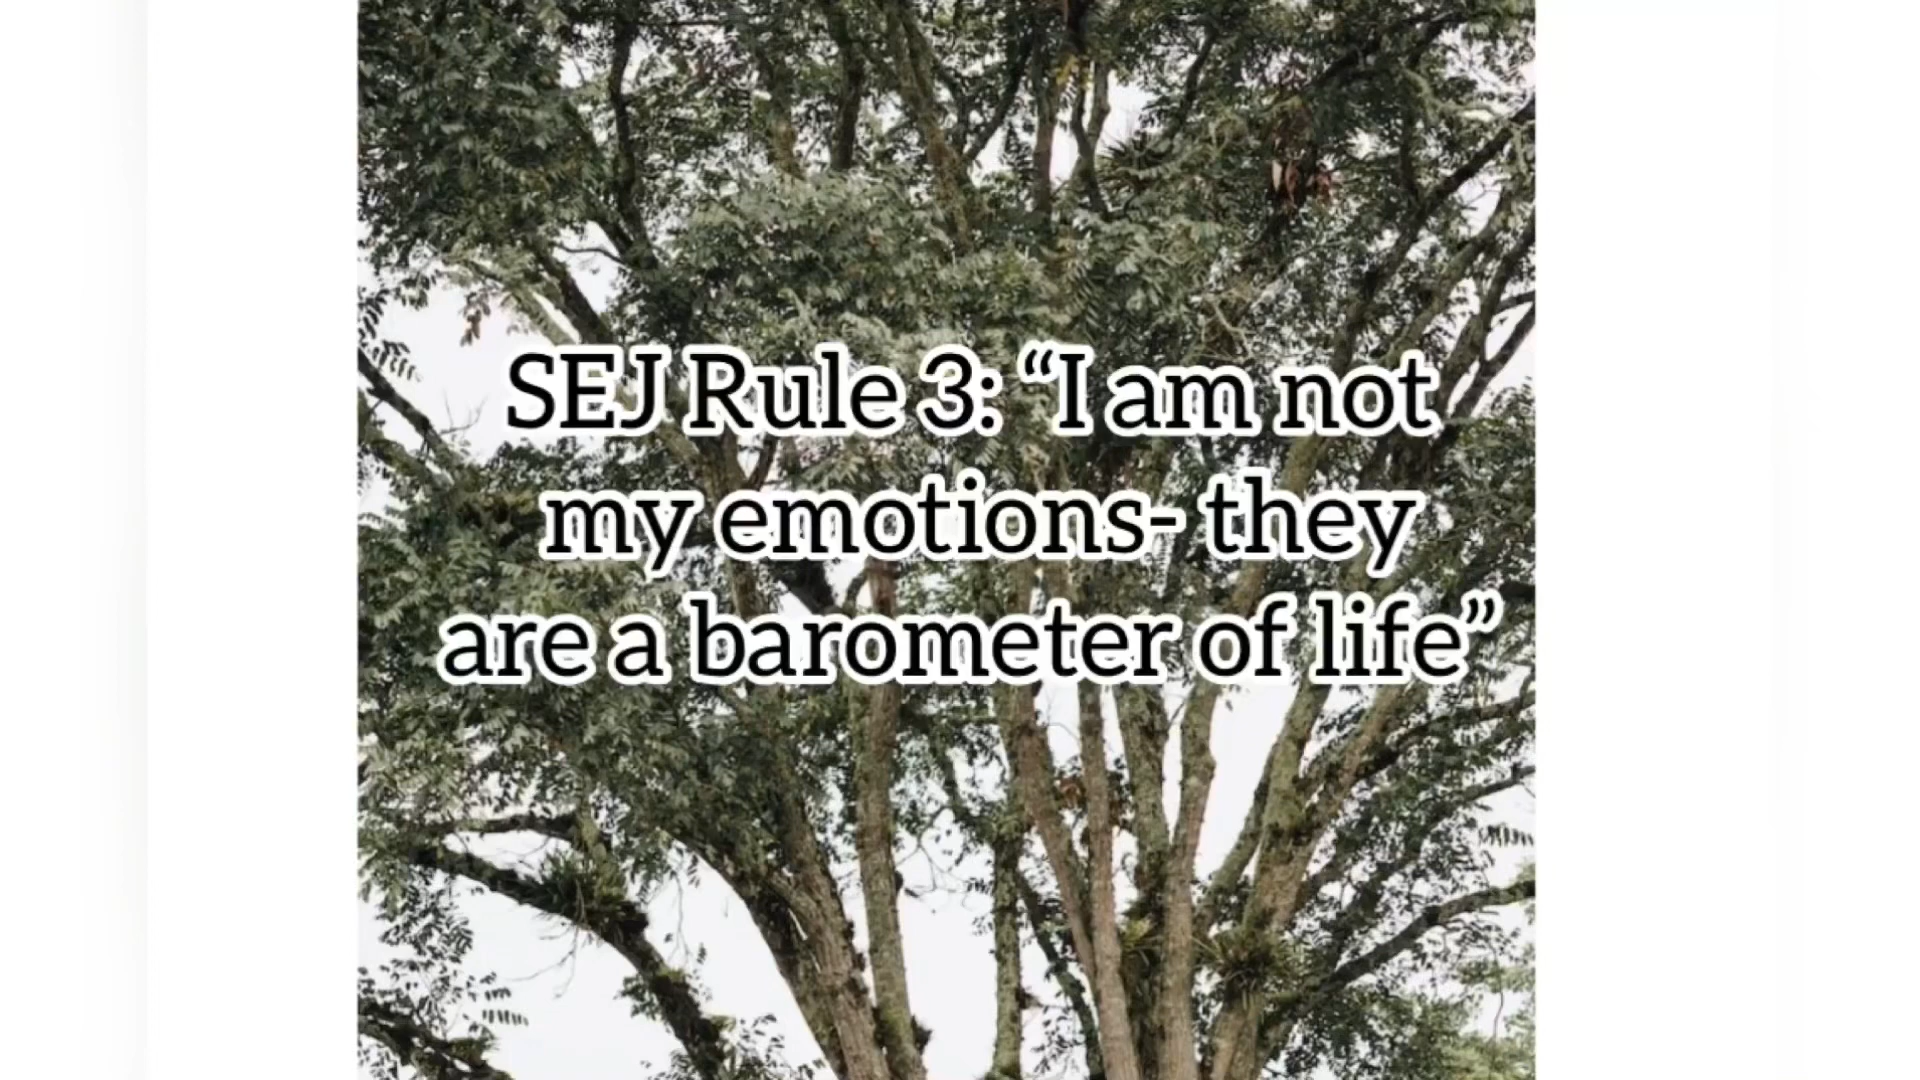 SEJ Rule 3: “I am not
my emotions- they
are a barometer of life”